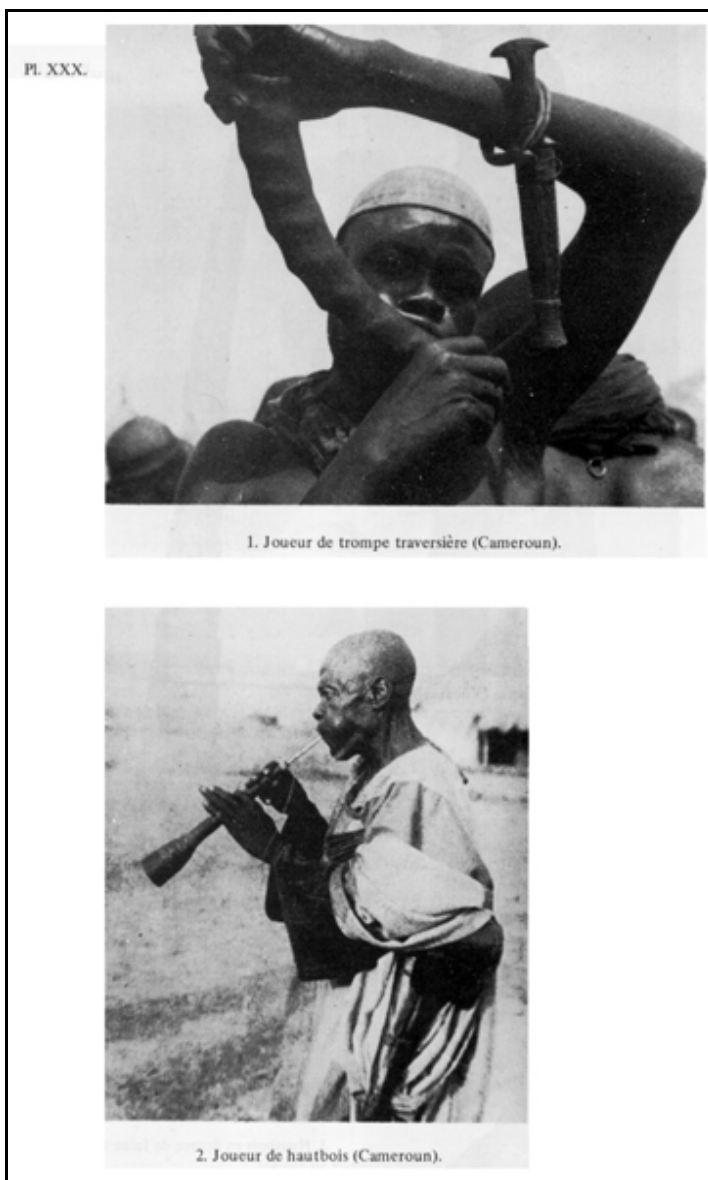 Pl. XXX.
1. Joueur de trompe traversière (Cameroun).
2. Joueur de hautbois (Cameroun).